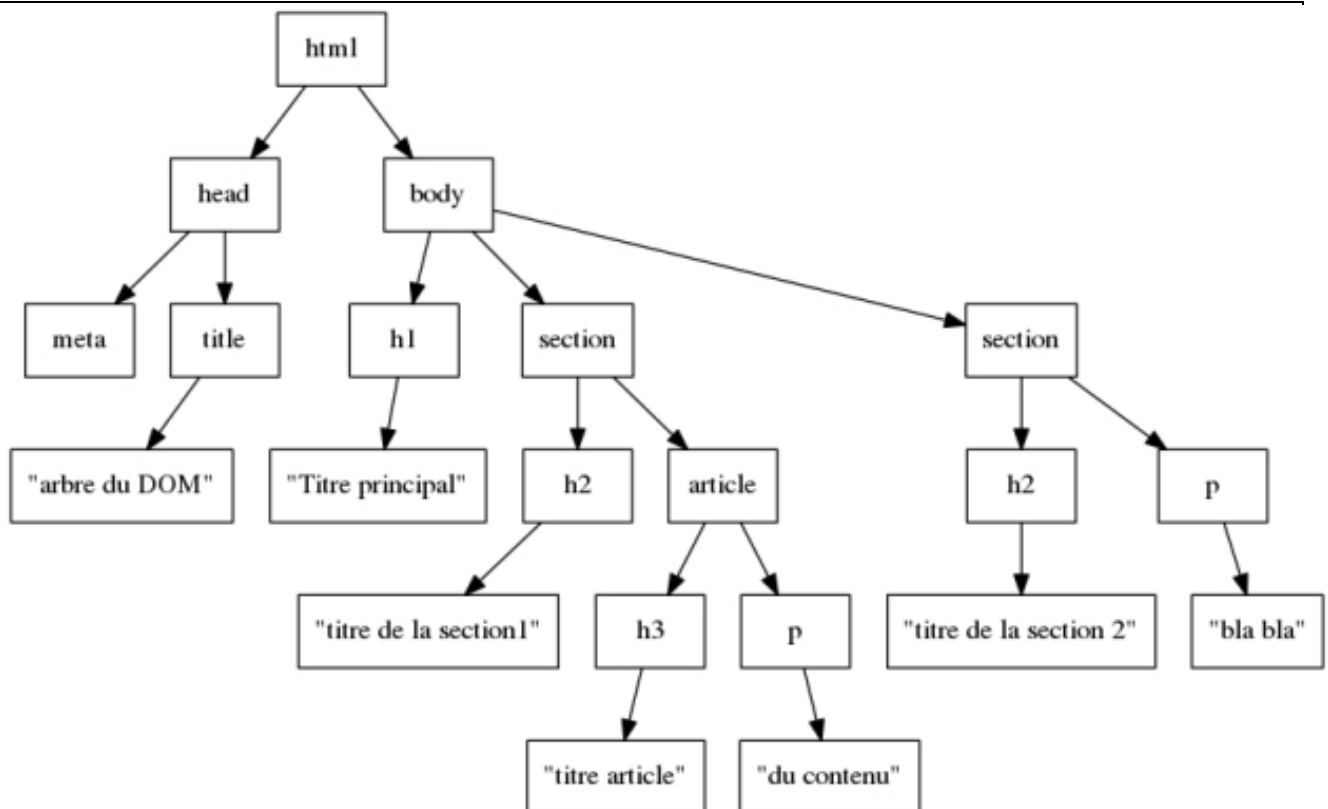 html
head
body
meta
title
h1
section
section
"arbre du DOM"
"Titre principal"
h2
article
h2
p
"titre de la section1"
h3
p
"titre de la section 2"
"bla bla"
"titre article"
"du contenu"